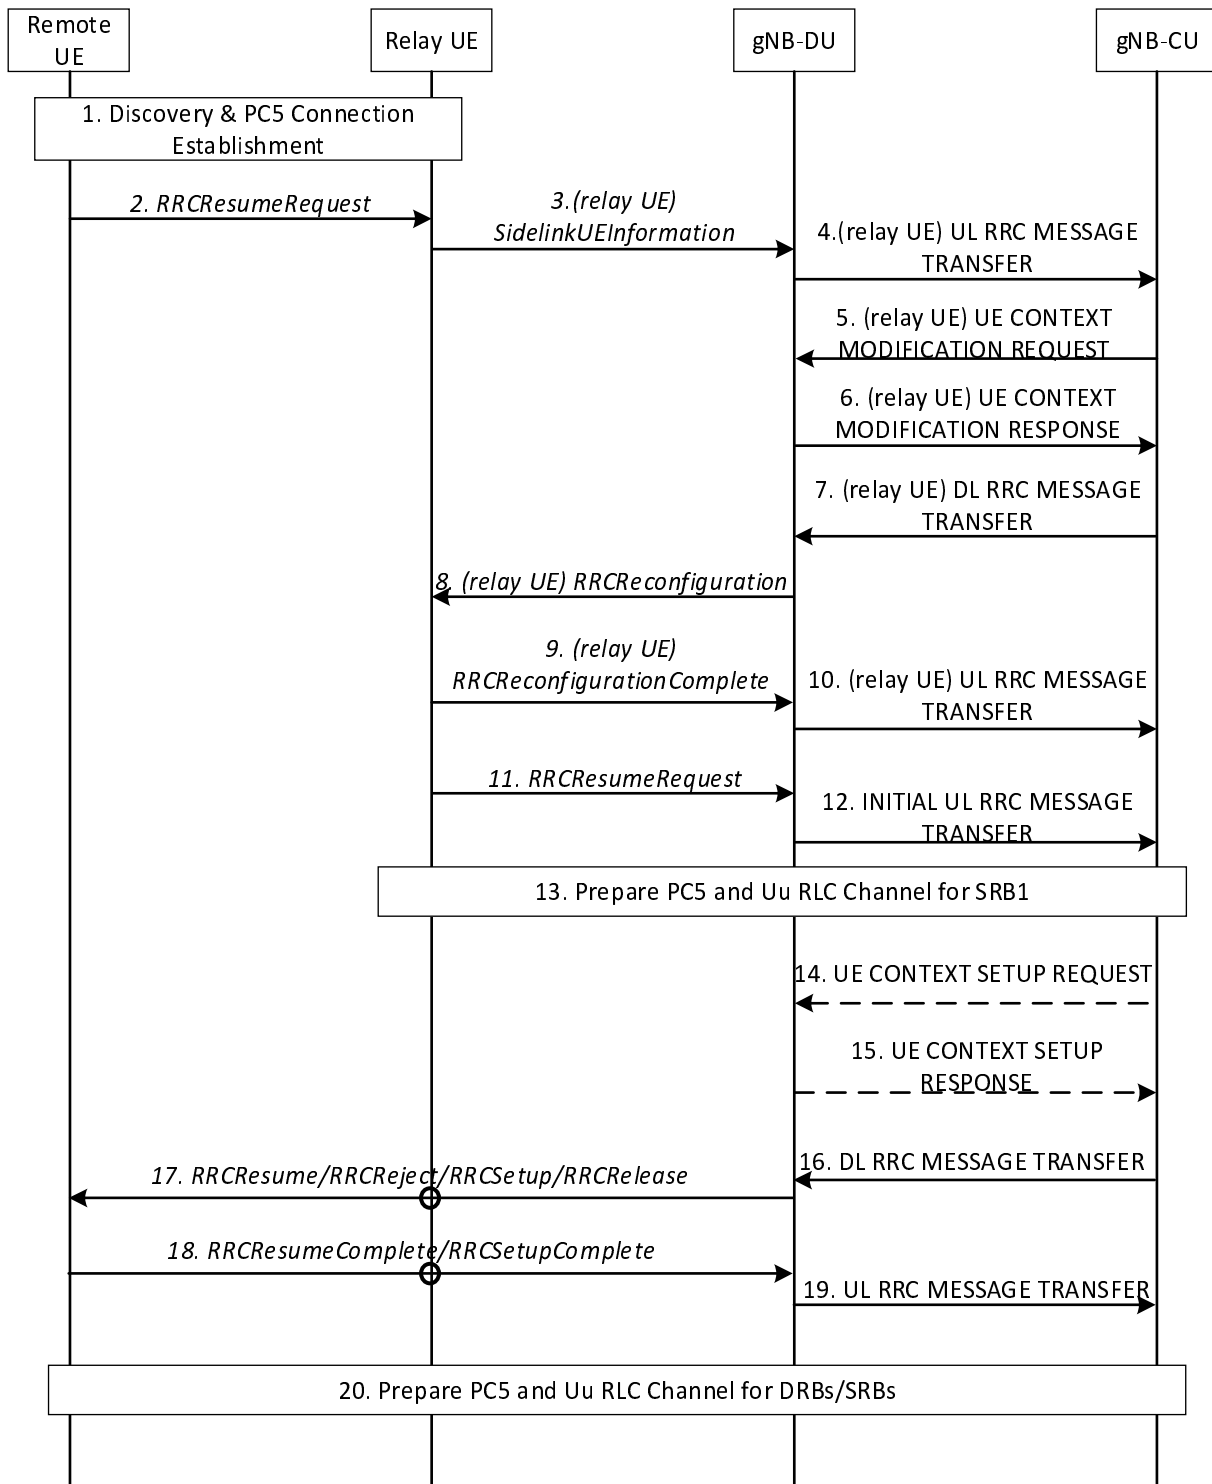 Remote
UE
Relay UE
gNB-DU
gNB-CU
1. Discovery & PC5 Connection
Establishment
2. RRCResumeRequest
3.(relay UE)
SidelinkUEInformation
4.(relay UE) UL RRC MESSAGE
TRANSFER
5. (relay UE) UE CONTEXT
MODIFICATION REQUEST
6. (relay UE) UE CONTEXT
MODIFICATION RESPONSE
7. (relay UE) DL RRC MESSAGE
TRANSFER
8. (relay UE) RRCReconfiguration
9. (relay UE)
RRCReconfigurationComplete
10. (relay UE) UL RRC MESSAGE
TRANSFER
11. RRCResumeRequest
12. INITIAL UL RRC MESSAGE
TRANSFER
13. Prepare PC5 and Uu RLC Channel for SRB1
14. UE CONTEXT SETUP REQUEST
15. UE CONTEXT SETUP
RESPONSE
16. DL RRC MESSAGE TRANSFER
17. RRCResume/RRCReject/RRCSetup/RRCRelease
18. RRCResumeComplete/RRCSetupComplete
19. UL RRC MESSAGE TRANSFER
20. Prepare PC5 and Uu RLC Channel for DRBs/SRBs